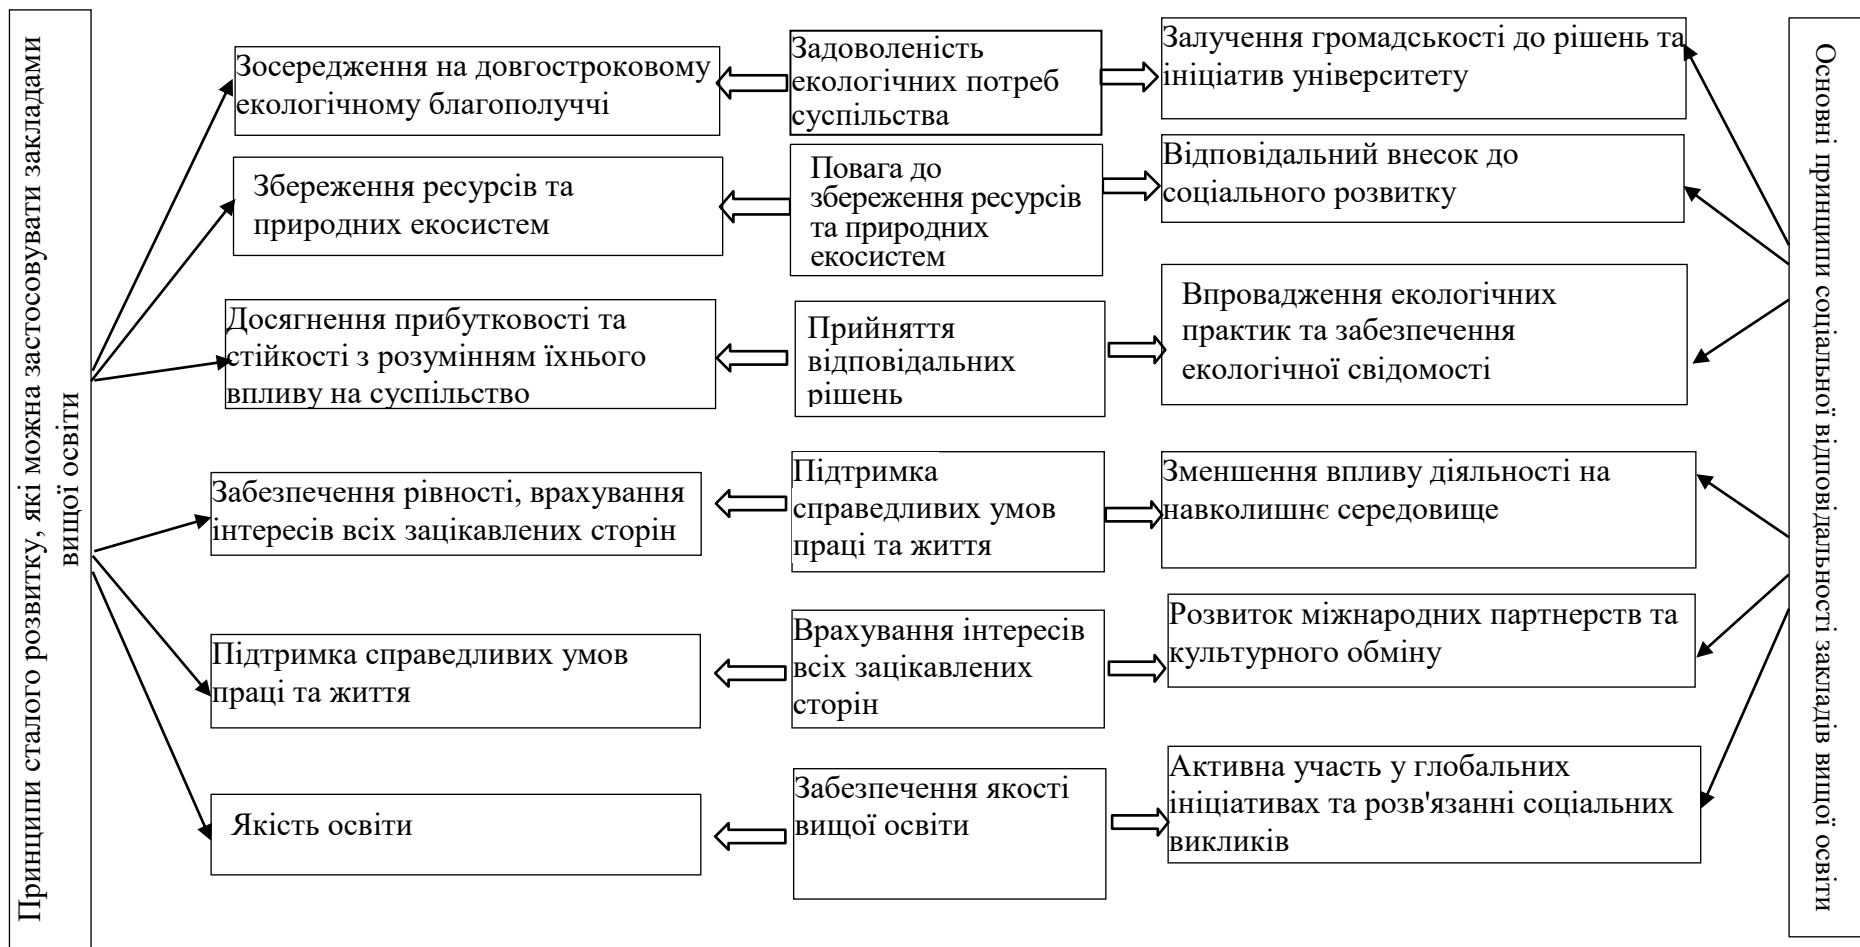 Принципи сталого розвитку, які можна застосовувати закладами
вищої освіти
Зосередження на довгостроковому
екологічному благополуччі
Задоволеність
екологічних потреб
суспільства
Залучення громадськості до рішень та
ініціатив університету
Збереження ресурсів та
природних екосистем
Повага до
збереження ресурсів
та природних
екосистем
Відповідальний внесок до
соціального розвитку
Досягнення прибутковості та
стійкості з розумінням їхнього
впливу на суспільство
Прийняття
відповідальних
рішень
Впровадження екологічних
практик та забезпечення
екологічної свідомості
Забезпечення рівності, врахування
інтересів всіх зацікавлених сторін
Підтримка
справедливих умов
праці та життя
Зменшення впливу діяльності на
навколишнє середовище
Підтримка справедливих умов
праці та життя
Врахування інтересів
всіх зацікавлених
сторін
Розвиток міжнародних партнерств та
культурного обміну
Якість освіти
Забезпечення якості
вищої освіти
Активна участь у глобальних
ініціативах та розв'язанні соціальних
викликів
Основні принципи соціальної відповідальності закладів вищої освіти